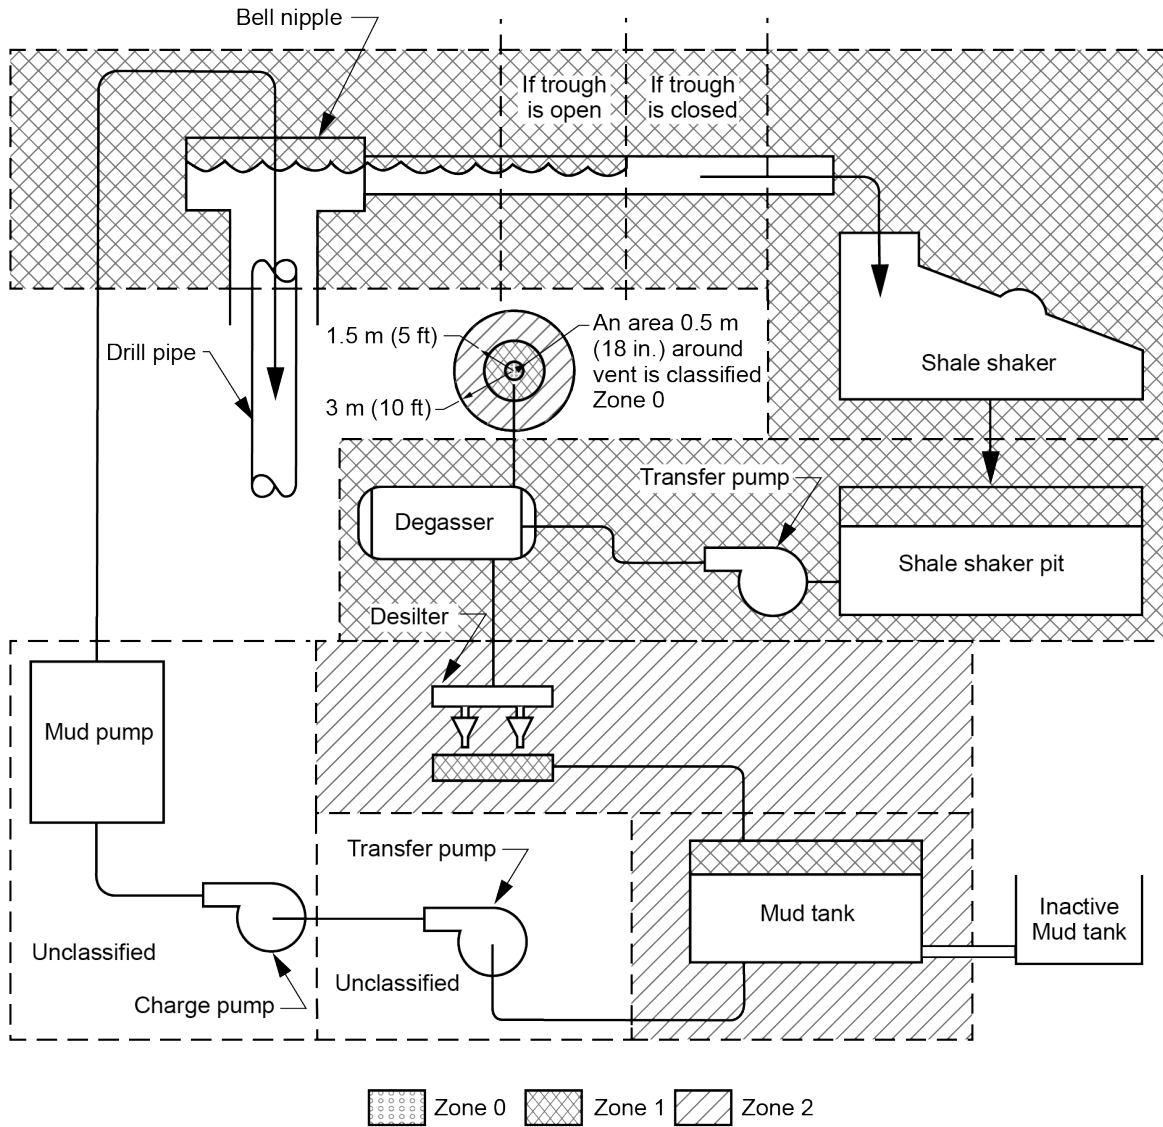 Bell nipple
If trough
is open
If trough
is closed
1.5 m (5 ft)
An area 0.5 m
(18 in.) around
vent is classified
Zone 0
Drill pipe
3 m (10 ft)
Shale shaker
Transfer pump
Degasser
Shale shaker pit
Desilter
Mud pump
Transfer pump
Mud tank
Inactive
Mud tank
Unclassified
Unclassified
Charge pump
Zone 0
Zone 1
Zone 2